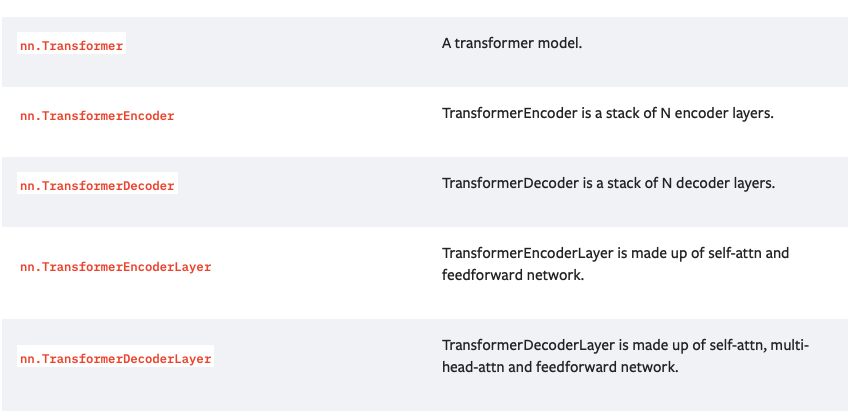 nn.Transformer
A transformer model.
nn.TransformerEncoder
TransformerEncoder is a stack of N encoder layers.
nn.TransformerDecoder
TransformerDecoder is a stack of N decoder layers.
nn.TransformerEncoderLayer
TransformerEncoderLayer is made up of self-attn and
feedforward network.
nn.TransformerDecoderLayer
TransformerDecoderLayer is made up of self-attn, multi-
head-attn and feedforward network.